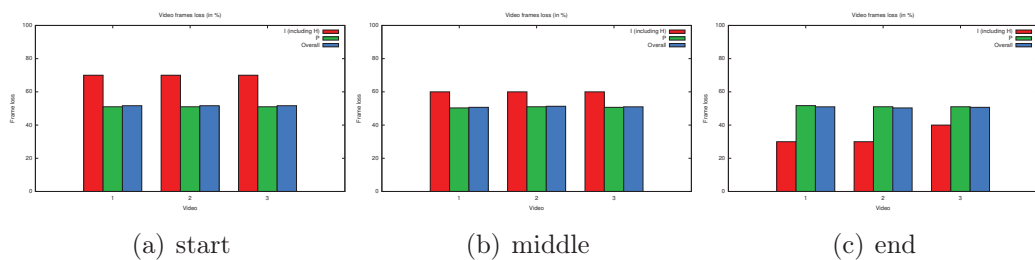 Video frames loss (in %)
I (including H)
P
Overall
100
80
60
40
20
0
Frame loss
1 2 3
Video
(a) start
Video frames loss (in %)
I (including H)
P
Overall
100
80
60
40
20
0
Frame loss
1 2 3
Video
(b) middle
Video frames loss (in %)
I (including H)
P
Overall
100
80
60
40
20
0
Frame loss
1 2 3
Video
(c) end